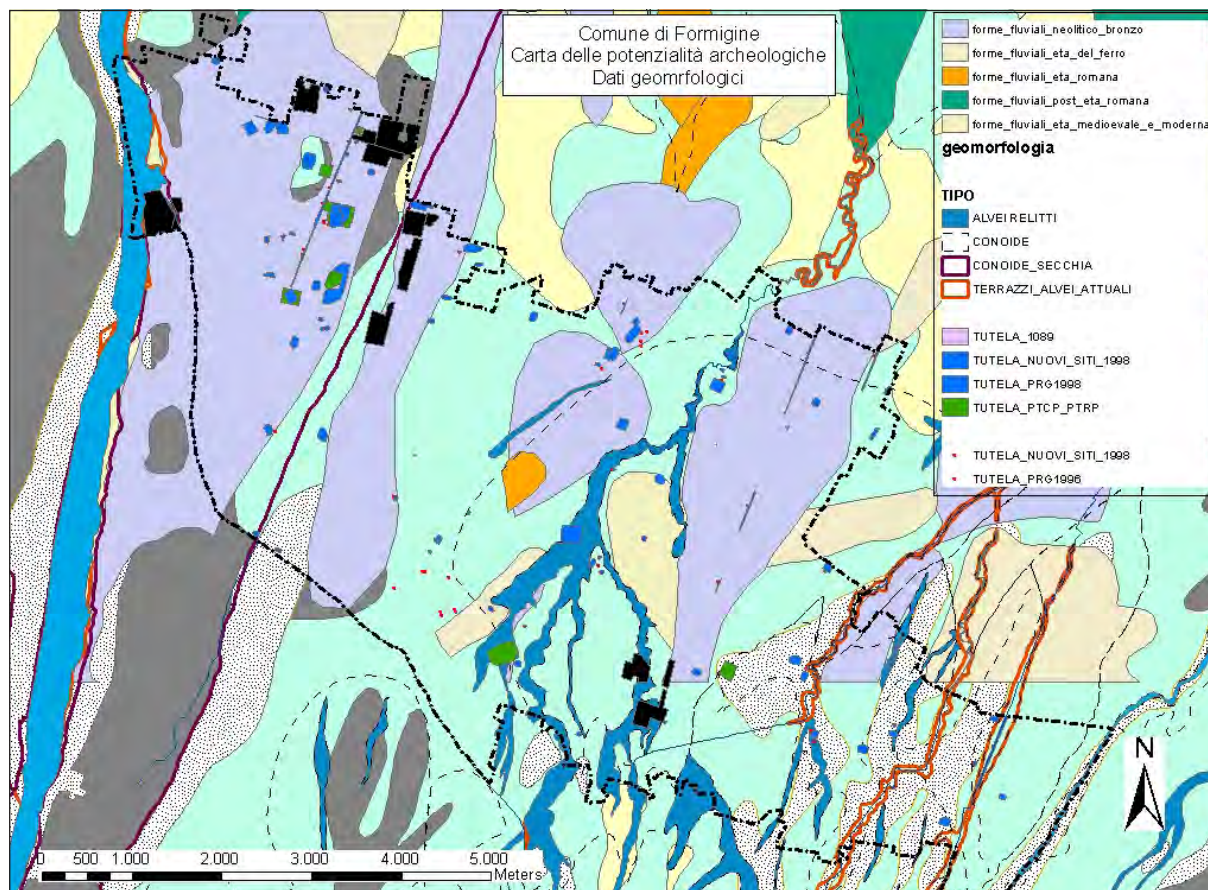 Comune di Formigine
Carta delle potenzialità archeologiche
Dati geomrfologici
forme_fluviali_neolitico_bronzo
forme_fluviali_eta_del_ferro
forme_fluviali_eta_romana
forme_fluviali_post_eta_romana
forme_fluviali_eta_medioevale_e_moderna
geomorfologia
TIPO
ALVEI RELITTI
CONOIDE
CONOIDE_SECCHIA
TERRAZZI_ALVEI_ATTUALI
TUTELA_1089
TUTELA_NUOVI_SITI_1998
TUTELA_PRG1998
TUTELA_PTCP_PTRP
TUTELA_NUOVI_SITI_1998
TUTELA_PRG1996
N
0 500 1.000 2.000 3.000 4.000 5.000
Meters